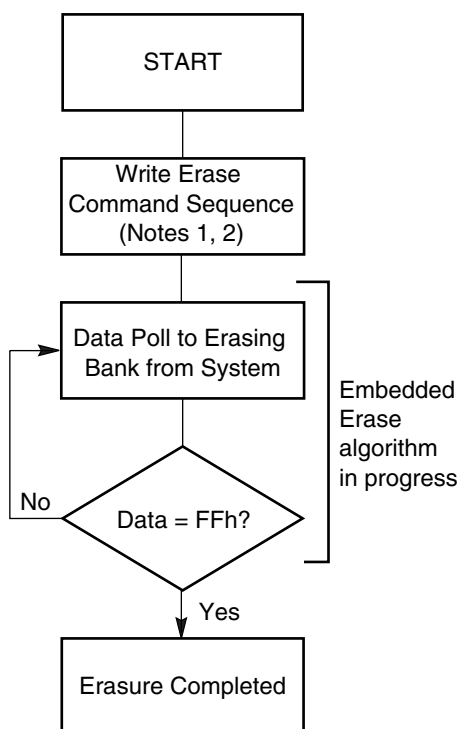 START
Write Erase
Command Sequence
(Notes 1, 2)
Data Poll to Erasing
Bank from System
Embedded
Erase
algorithm
in progress
No
Data = FFh?
Yes
Erasure Completed